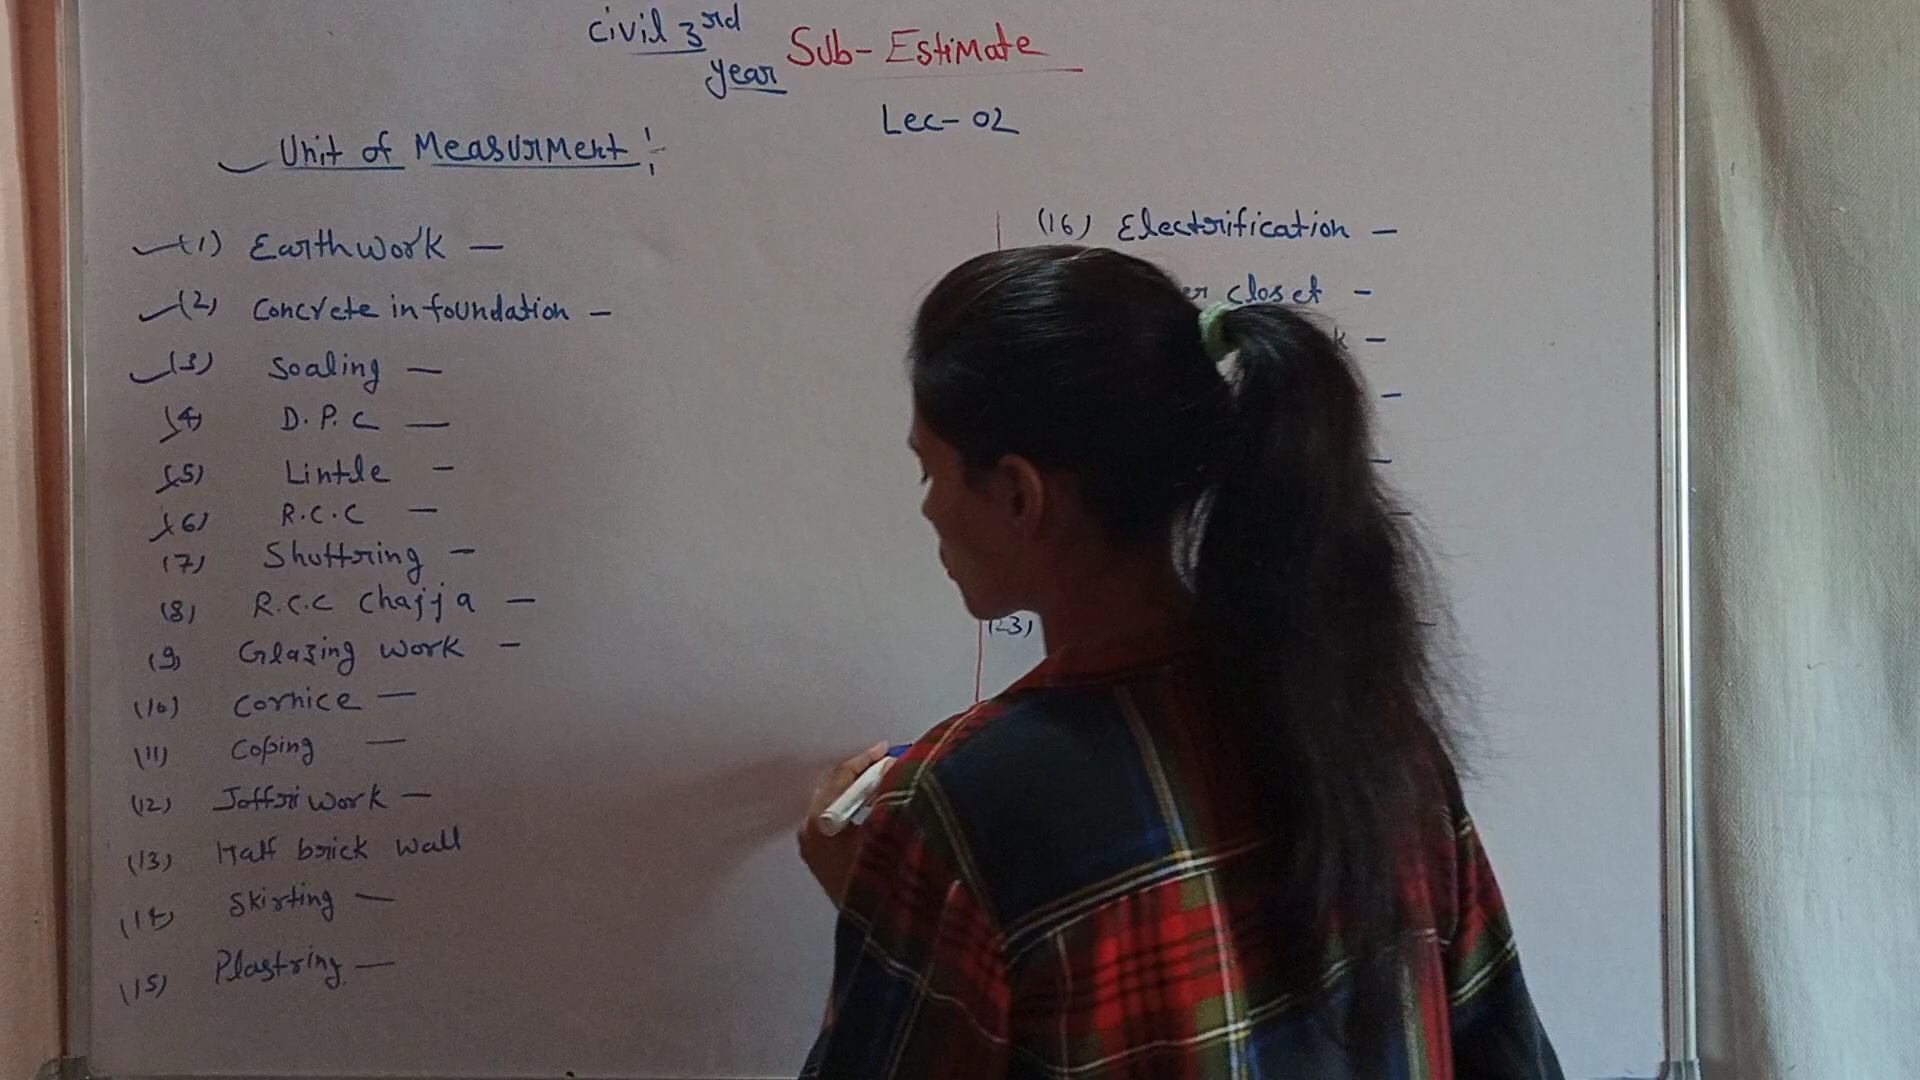 Civil 3rd year
Sub- Estimate
Lec- 02
Unit of Measurment :-
(1) Earthwork —
(2) Concrete in foundation —
(3) Soaling —
(4) D.P.C —
(5) Lintle —
(6) R.C.C —
(7) Shuttring —
(8) R.C.C Chajja —
(9) Glazing work —
(10) Cornice —
(11) Coping —
(12) Joffri work —
(13) Half brick wall
(14) Skirting —
(15) Plastring —
(16) Electrification —
closet —
(23)